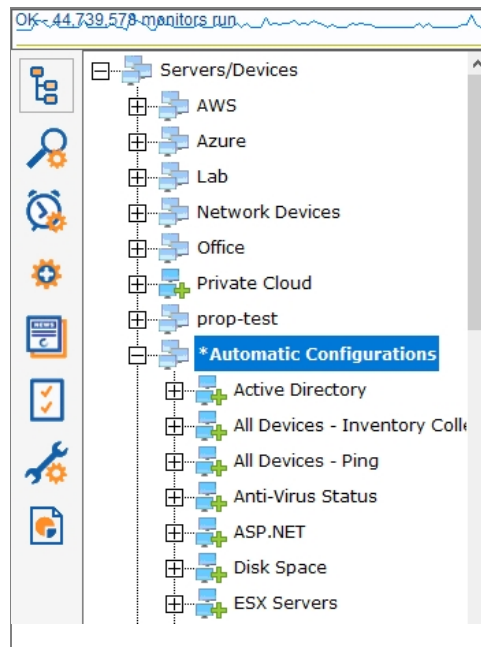 OK - 44,739,578 monitors run
Servers/Devices
AWS
Azure
Lab
Network Devices
Office
Private Cloud
prop-test
*Automatic Configurations
Active Directory
All Devices - Inventory Colle
All Devices - Ping
Anti-Virus Status
ASP.NET
Disk Space
ESX Servers
NEWS